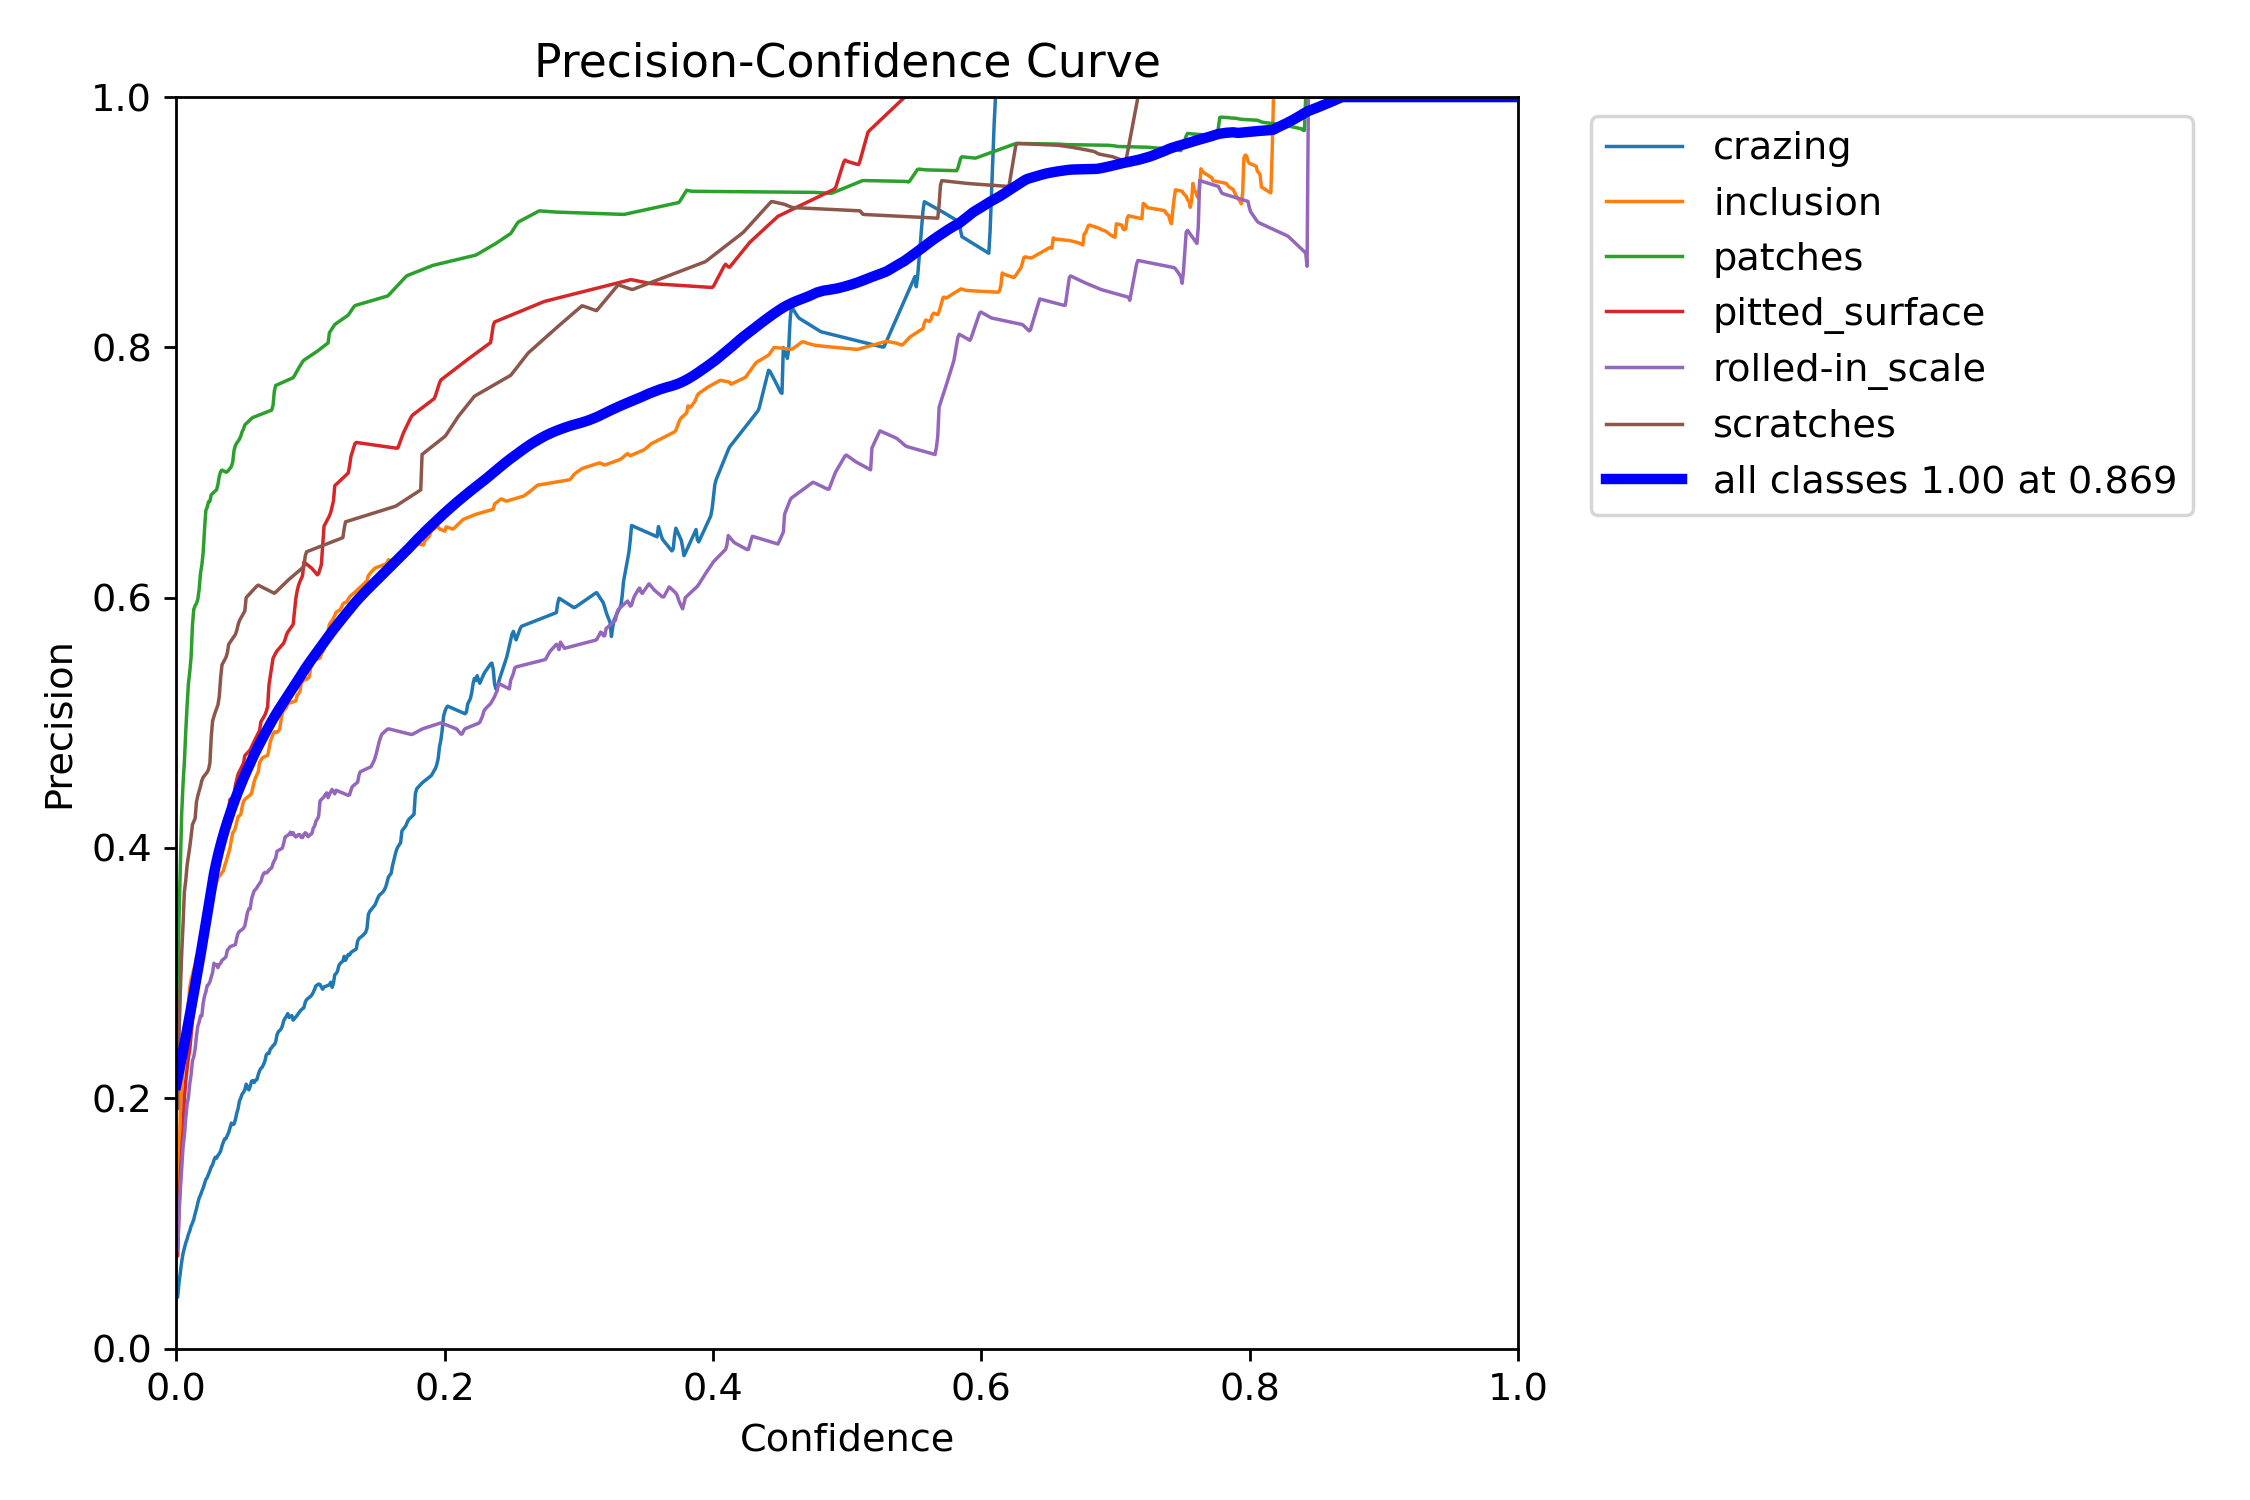 Precision-Confidence Curve
1.0
0.8
0.6
0.4
0.2
0.0
Precision
0.0 0.2 0.4 0.6 0.8 1.0
Confidence
crazing
inclusion
patches
pitted_surface
rolled-in_scale
scratches
all classes 1.00 at 0.869